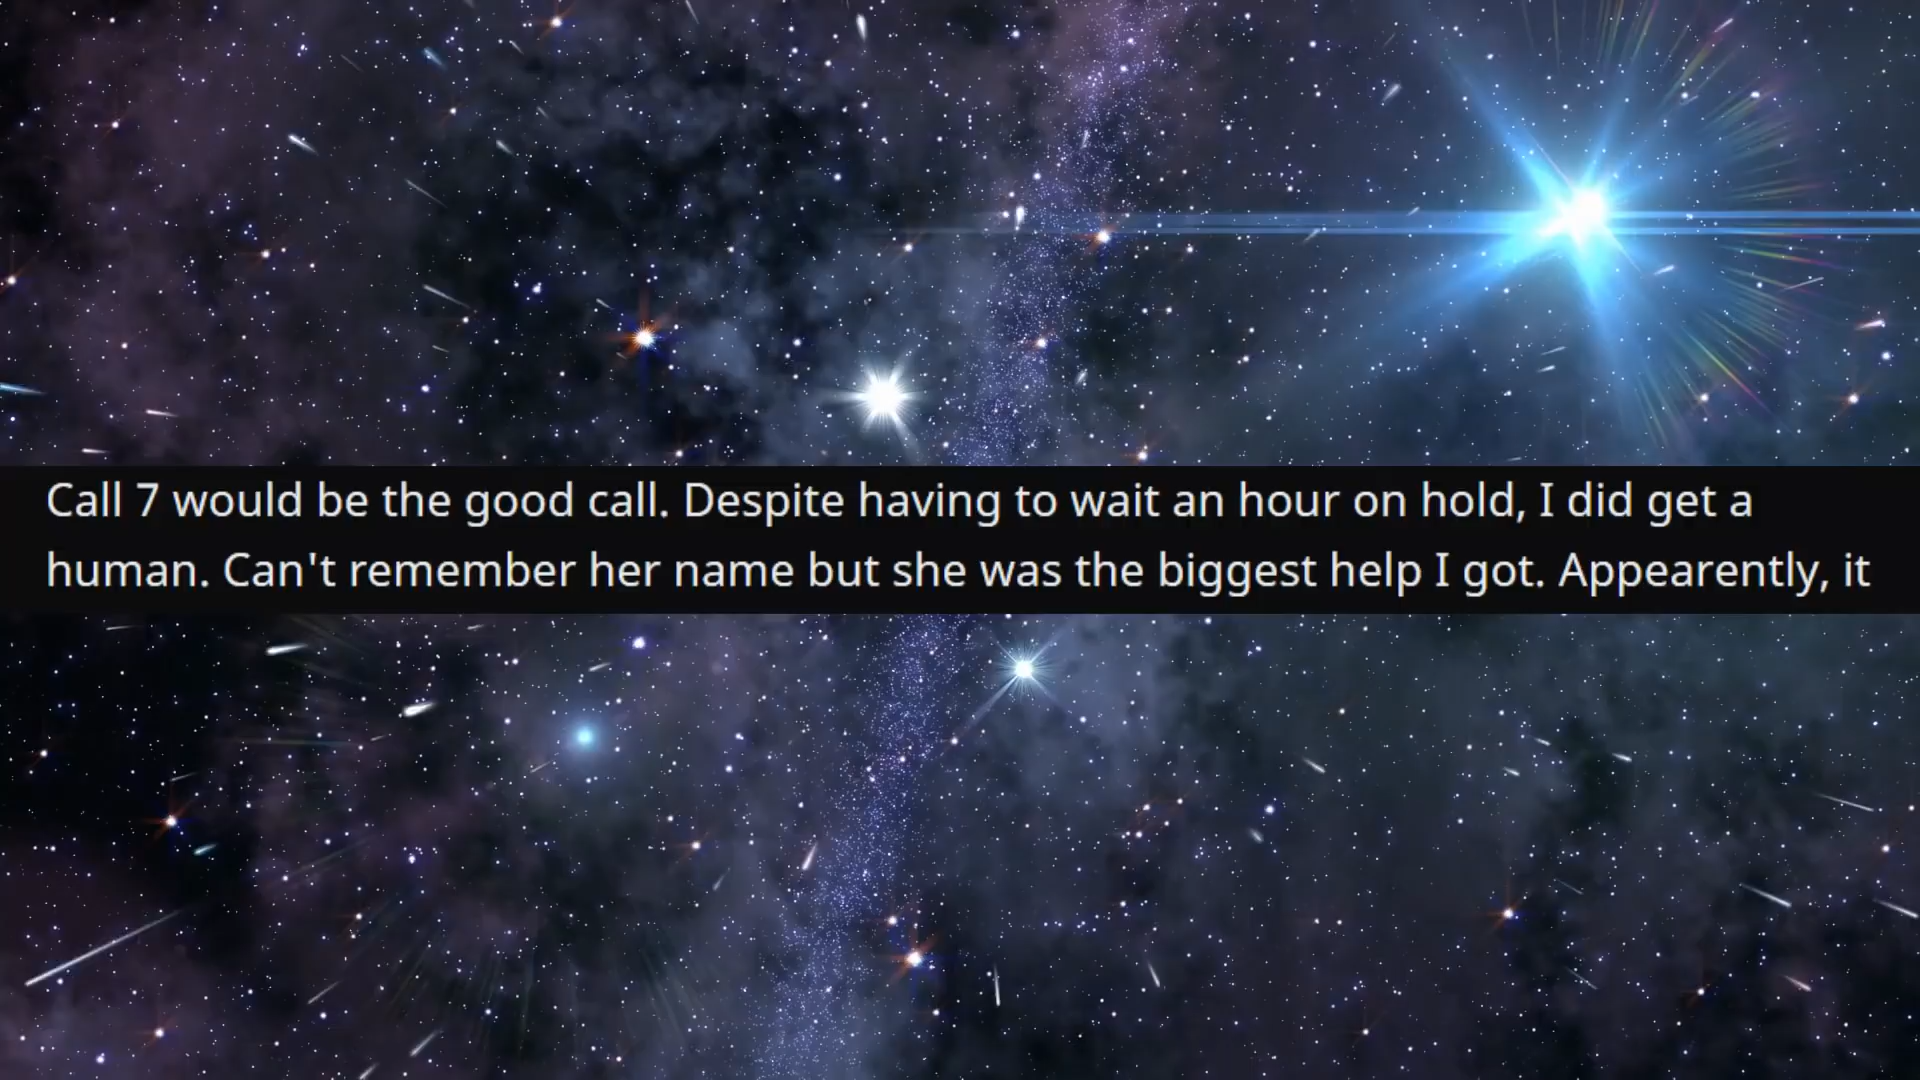 Call 7 would be the good call. Despite having to wait an hour on hold, I did get a
human. Can't remember her name but she was the biggest help I got. Appearently, it